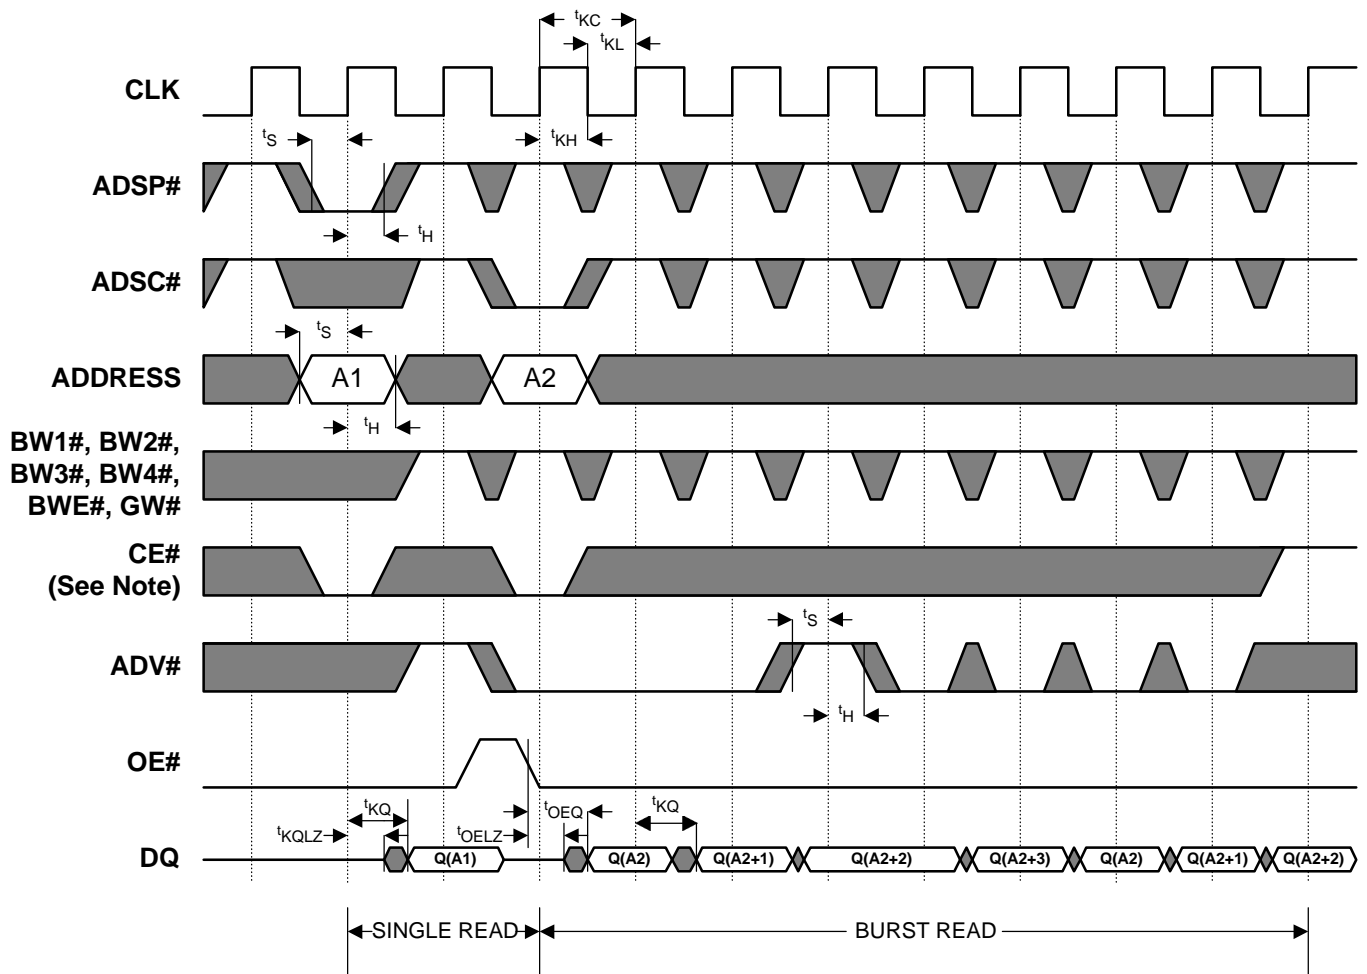 tKC
tKL
CLK
tS
tKH
ADSP#
tH
ADSC#
tS
ADDRESS
A1
A2
tH
BW1#, BW2#,
BW3#, BW4#,
BWE#, GW#
CE#
(See Note)
tS
ADV#
tH
OE#
tKQ
tOEQ
tKQ
tKQLZ
tOELZ
DQ
Q(A1)
Q(A2)
Q(A2+1)
Q(A2+2)
Q(A2+3)
Q(A2)
Q(A2+1)
Q(A2+2)
SINGLE READ
BURST READ